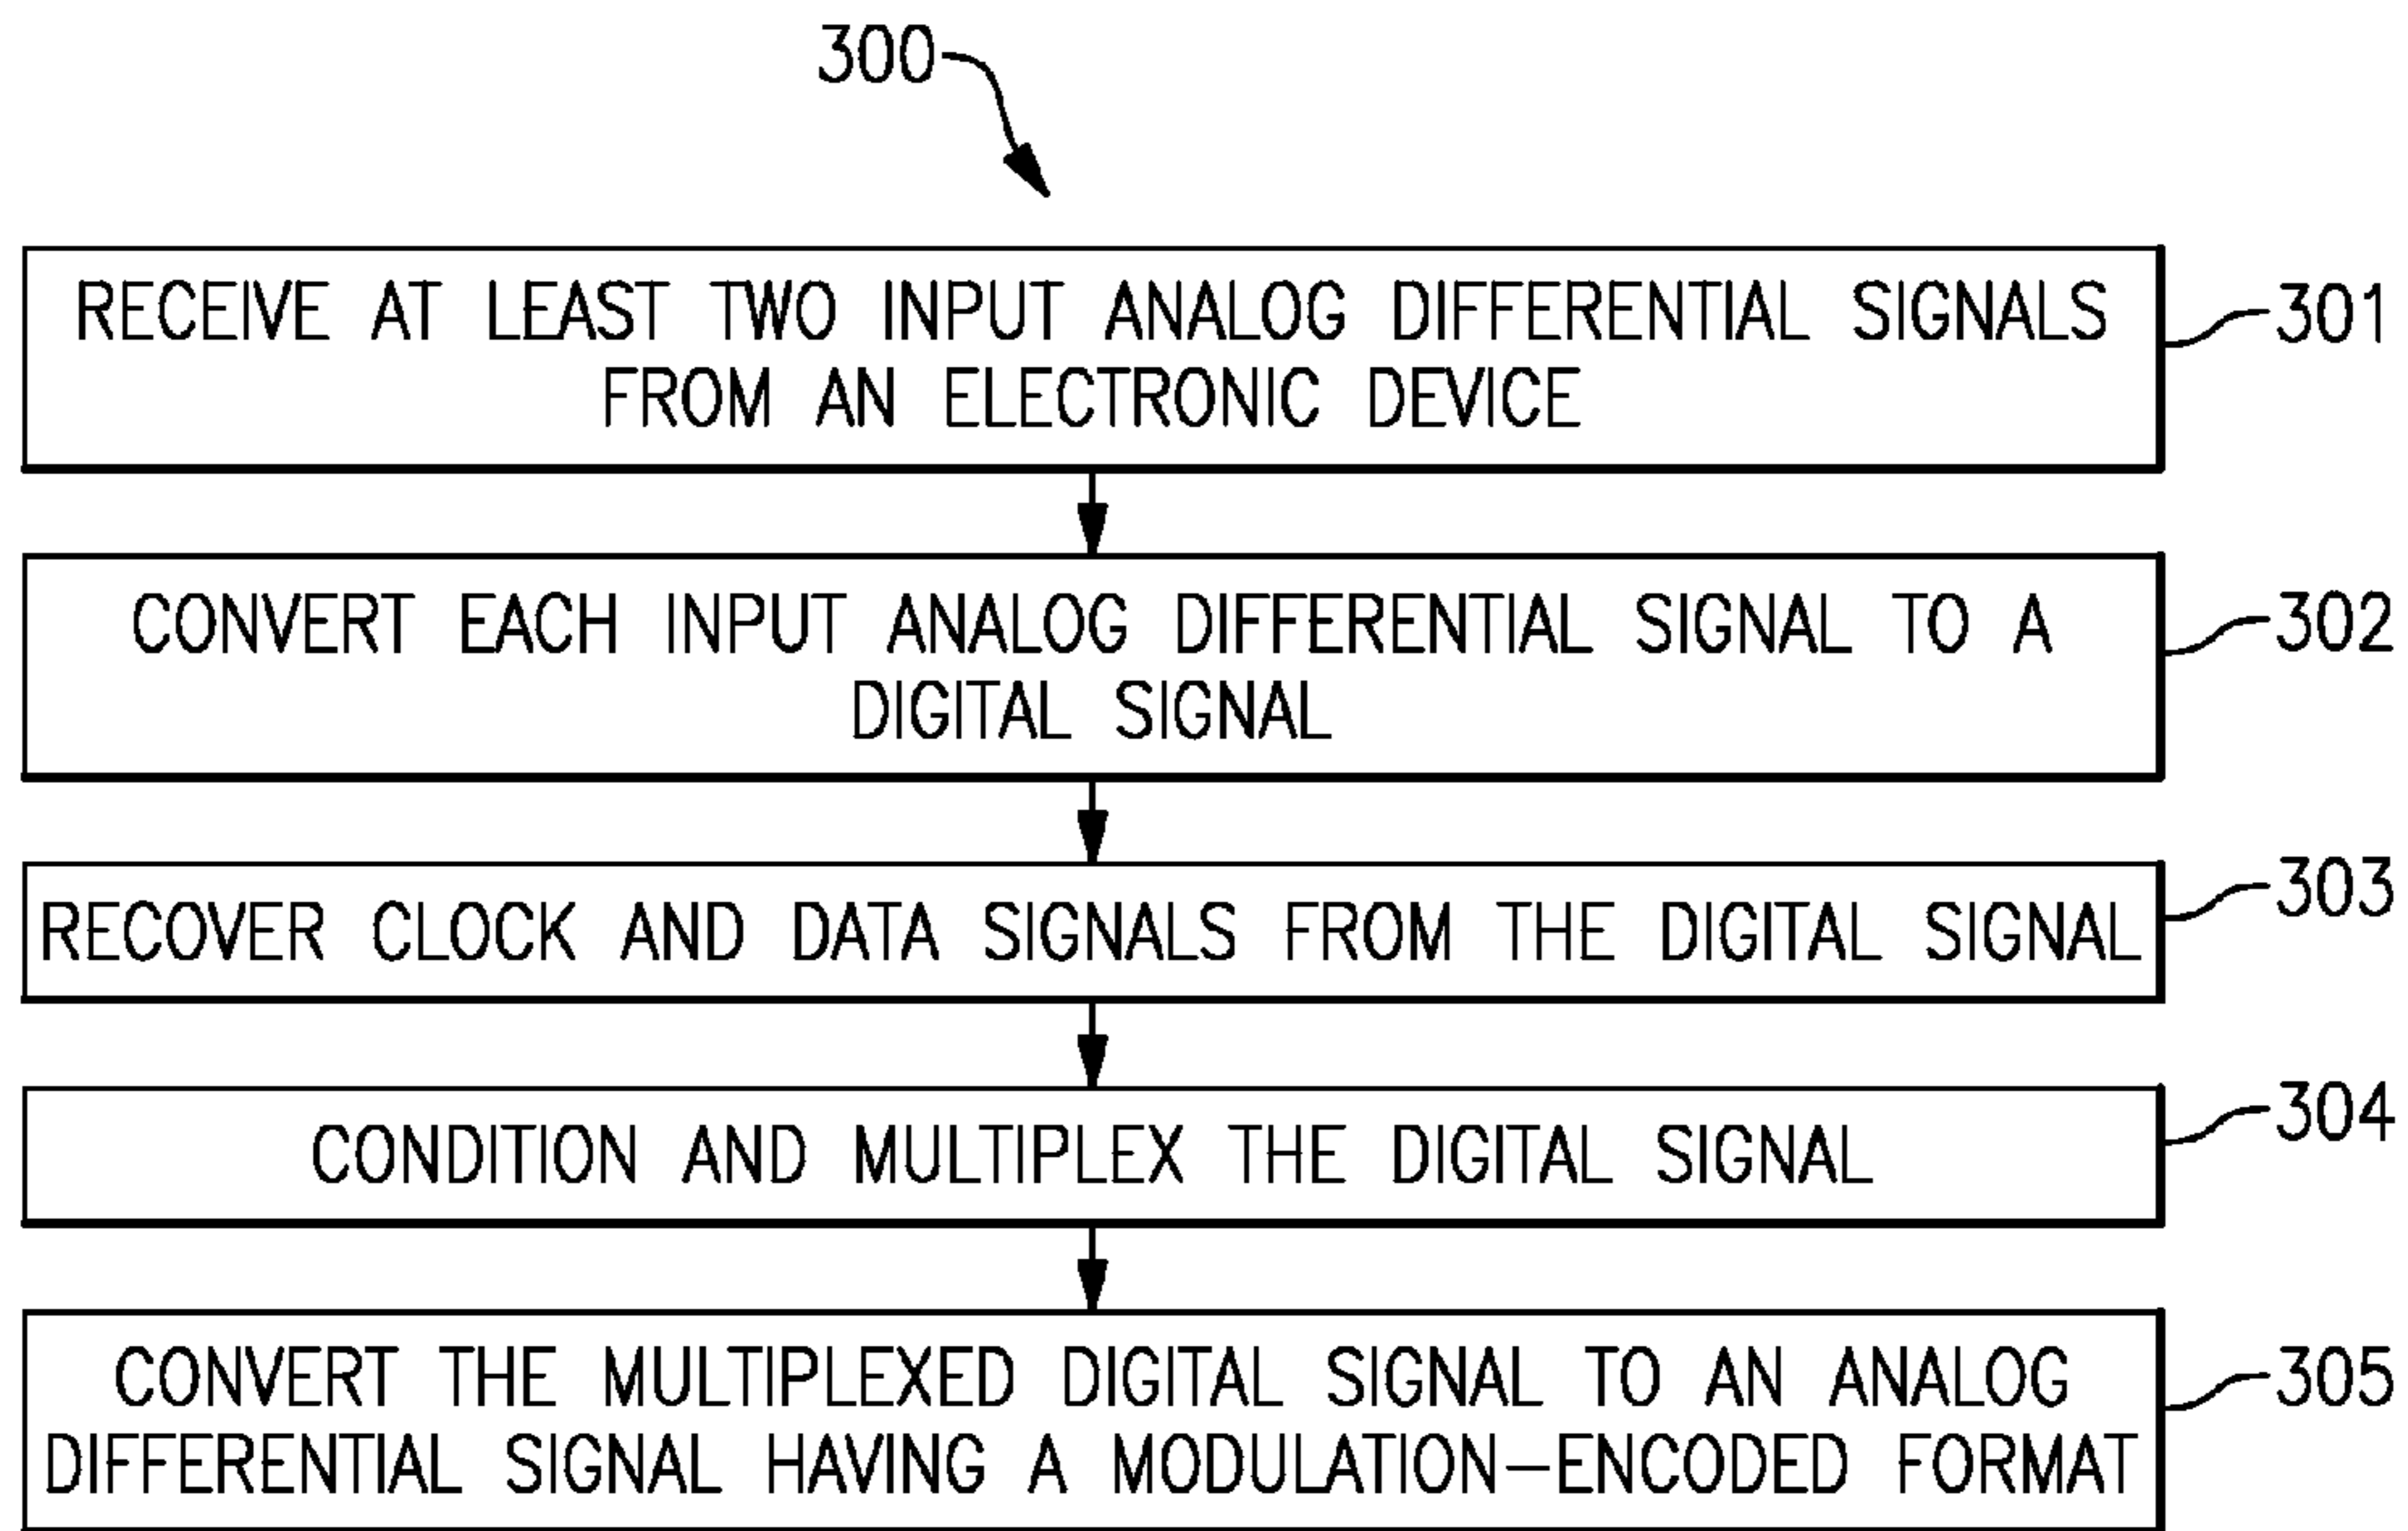 300
RECEIVE AT LEAST TWO INPUT ANALOG DIFFERENTIAL SIGNALS
FROM AN ELECTRONIC DEVICE
301
CONVERT EACH INPUT ANALOG DIFFERENTIAL SIGNAL TO A
DIGITAL SIGNAL
302
RECOVER CLOCK AND DATA SIGNALS FROM THE DIGITAL SIGNAL
303
CONDITION AND MULTIPLEX THE DIGITAL SIGNAL
304
CONVERT THE MULTIPLEXED DIGITAL SIGNAL TO AN ANALOG
DIFFERENTIAL SIGNAL HAVING A MODULATION-ENCODED FORMAT
305